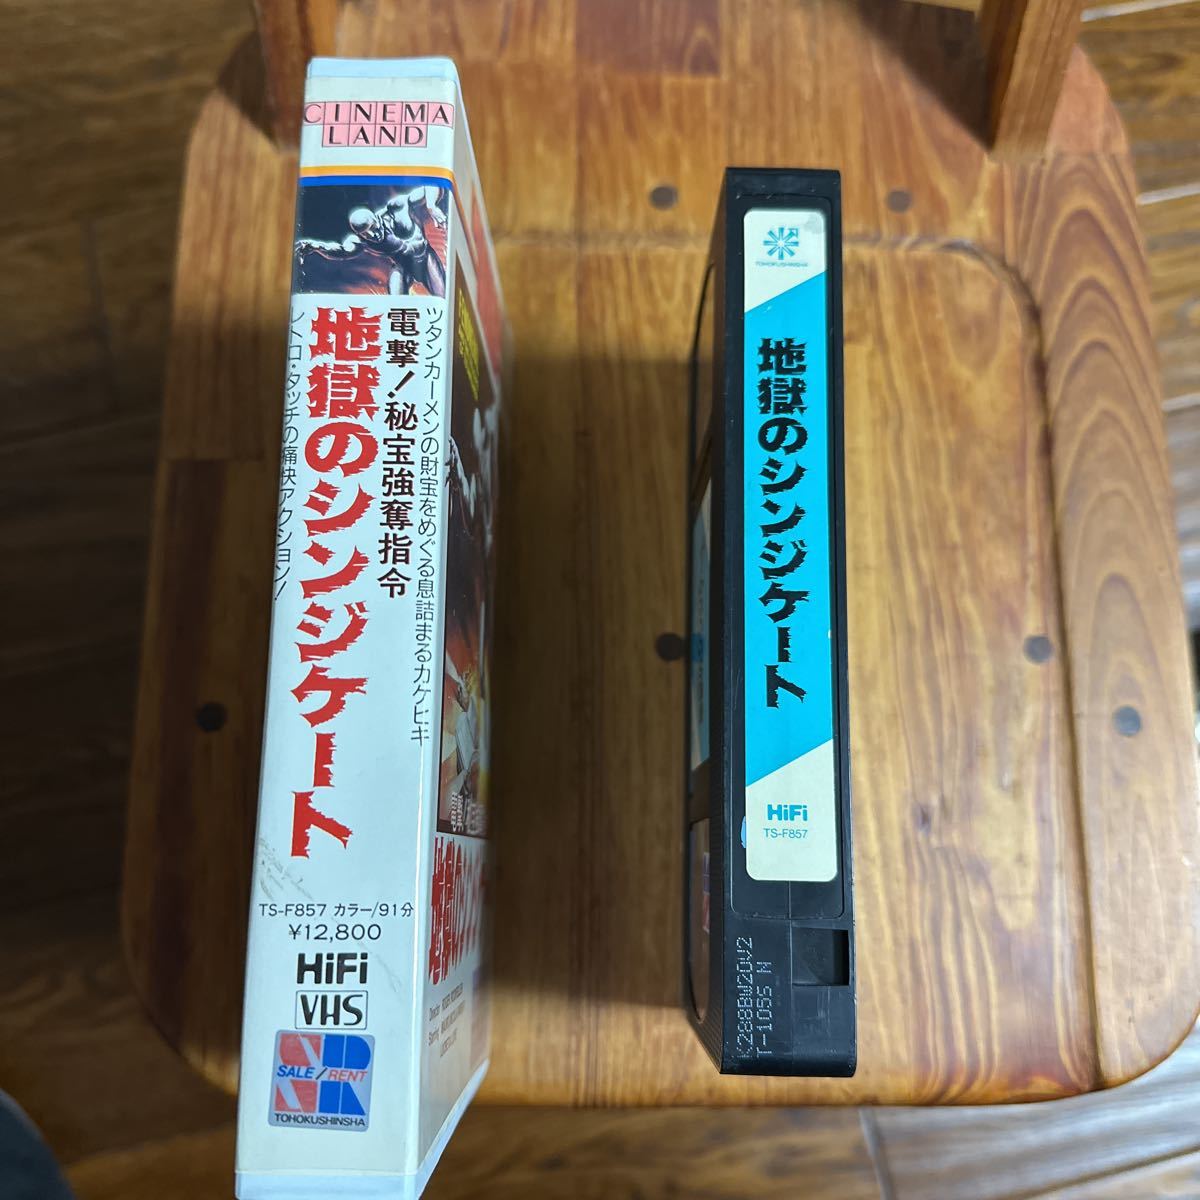 CINEMA
LAND
ツタンカーメンの財宝をめぐる息詰まるカケヒキ
電撃!秘宝強奪指令
地獄のシンジケート
レトロ・タッチの痛快アクション!
TS-F857 カラー/91分
¥12,800
HiFi
VHS
SALE/RENT
TOHOKUSHINSHA
TOHOKUSHINSHA
地獄のシンジケート
HiFi
TS-F857
K288BW20V2
T-1055 M